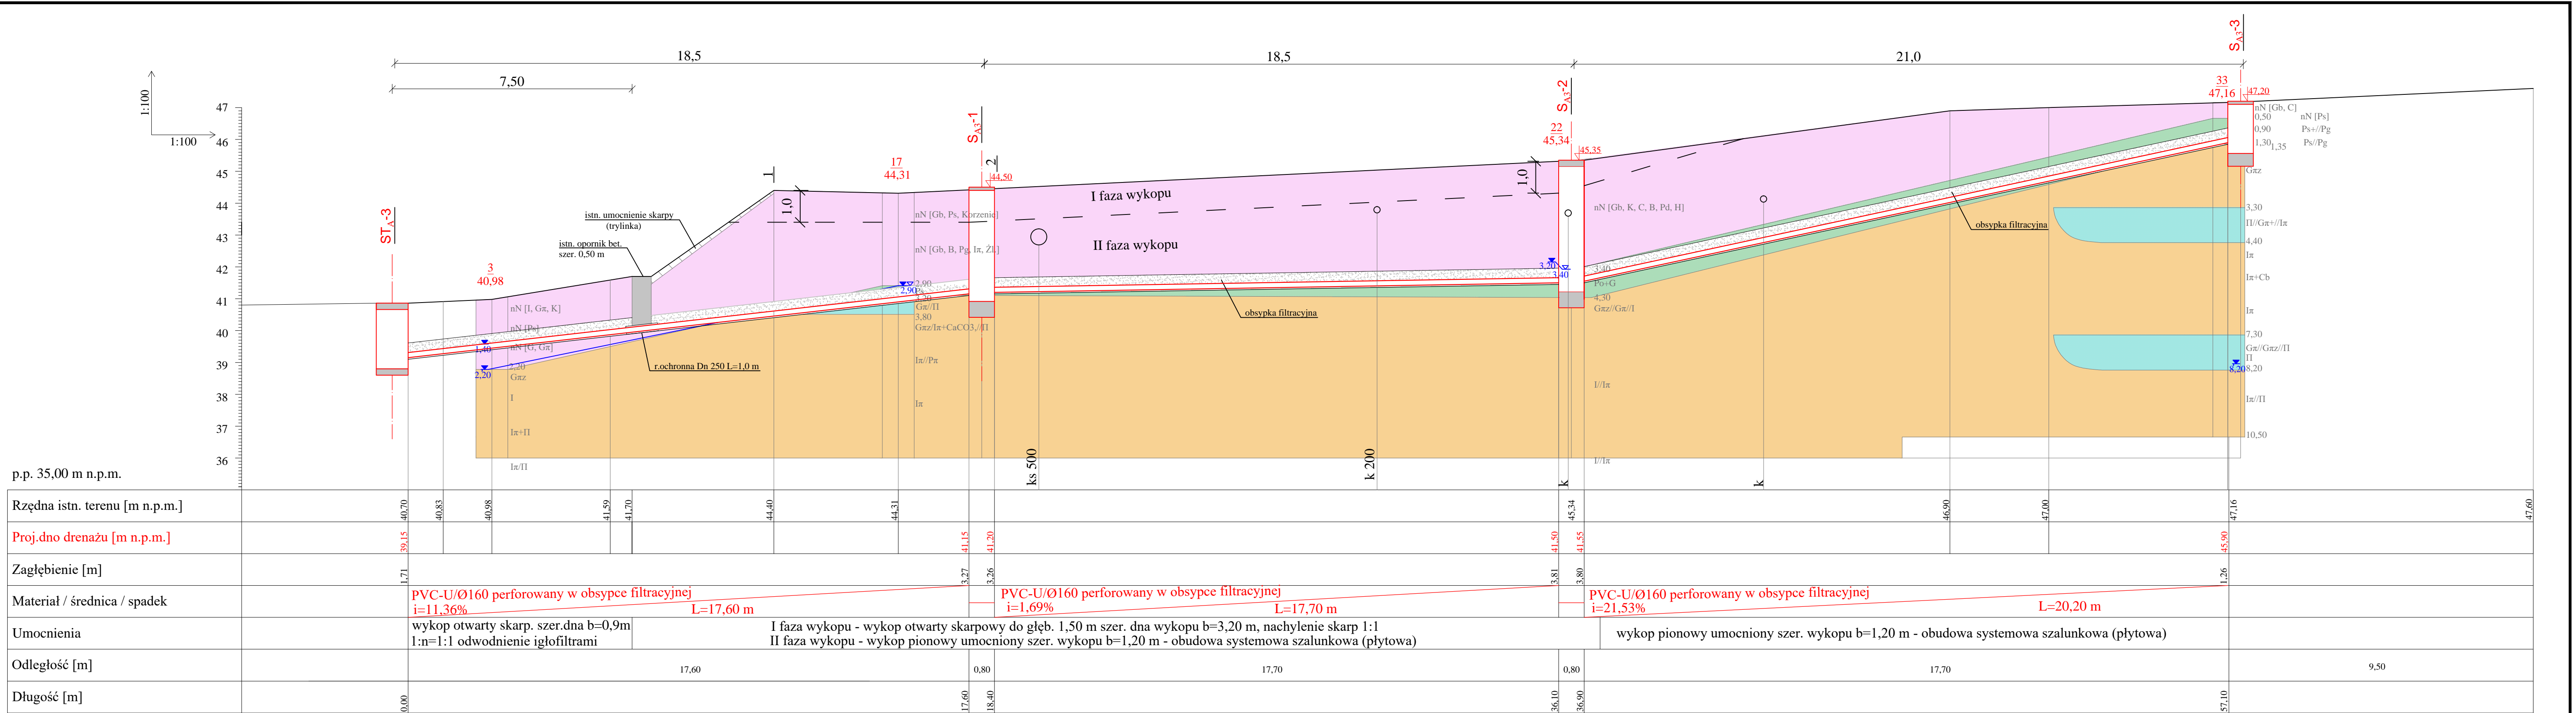 S_A3-3
18,5
18,5
21,0
7,50
1:100
1:100
47
46
45
44
43
42
41
40
39
38
37
36
p.p. 35,00 m n.p.m.
ST_A-3
3
40,98
istn. umocnienie skarpy
(trylinka)
istn. opornik bet.
szer. 0,50 m
1
1,0
17
44,31
S_A3-1
2
44,50
I faza wykopu
II faza wykopu
1,0
S_A3-2
22
45,34
45,35
33
47,16
47,20
nN [Gb, C]
0,50 nN [Ps]
0,90 Ps+//Pg
1,30 1,35 Ps//Pg
Gπz
3,30
Π//Gπ+//Iπ
4,40
Iπ
Iπ+Cb
Iπ
7,30
Gπ//Gπz//Π
Π
8,20
8,20
Iπ//Π
10,50
nN [Gb, Ps, Korzenie]
nN [Gb, B, Pg, Iπ, ŻL]
2,90
2,90
Gπ//Π
3,80
Gπz/Iπ+CaCO3,//Π
Iπ//Pπ
Iπ
nN [Gb, K, C, B, Pd, H]
3,20
3,40
3,40
Po+G
4,30
Gπz//Gπ//I
I//Iπ
I//Iπ
nN [I, Gπ, K]
nN [Ps]
1,40
nN [G, Gπ]
2,20
2,20
Gπz
I
Iπ+Π
Iπ/Π
r.ochronna Dn 250 L=1,0 m
obsypka filtracyjna
obsypka filtracyjna
ks 500
k 200
k
k
Rzędna istn. terenu [m n.p.m.]
40,70 40,83 40,98 41,59 41,70 44,40 44,31 45,34 46,90 47,00 47,16 47,60
Proj.dno drenażu [m n.p.m.]
39,15 41,15 41,20 41,50 41,55 45,90
Zagłębienie [m]
1,71 3,27 3,26 3,81 3,80 1,26
Materiał / średnica / spadek
PVC-U/Ø160 perforowany w obsypce filtracyjnej
i=11,36% L=17,60 m
PVC-U/Ø160 perforowany w obsypce filtracyjnej
i=1,69% L=17,70 m
PVC-U/Ø160 perforowany w obsypce filtracyjnej
i=21,53% L=20,20 m
Umocnienia
wykop otwarty skarp. szer.dna b=0,9m
1:n=1:1 odwodnienie igłofiltrami
I faza wykopu - wykop otwarty skarpowy do głęb. 1,50 m szer. dna wykopu b=3,20 m, nachylenie skarp 1:1
II faza wykopu - wykop pionowy umocniony szer. wykopu b=1,20 m - obudowa systemowa szalunkowa (płytowa)
wykop pionowy umocniony szer. wykopu b=1,20 m - obudowa systemowa szalunkowa (płytowa)
Odległość [m]
17,60 0,80 17,70 0,80 17,70 9,50
Długość [m]
0,00 17,60 18,40 36,10 36,90 57,10